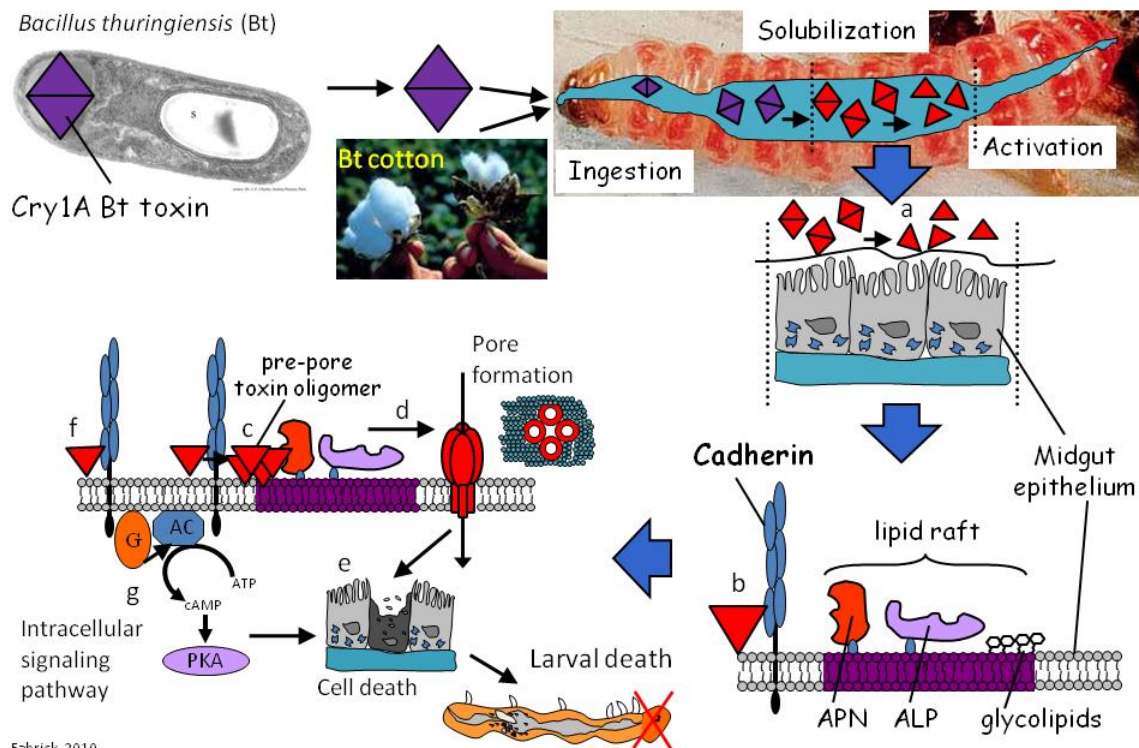 Bacillus thuringiensis (Bt)
s
Cry1A Bt toxin
Bt cotton
Solubilization
Ingestion
Activation
a
pre-pore
toxin oligomer
Pore
formation
f
c
d
G
AC
g
ATP
cAMP
Intracellular
signaling
pathway
PKA
e
Cell death
Larval death
Cadherin
Midgut
epithelium
lipid raft
b
APN
ALP
glycolipids
Fabrick 2010